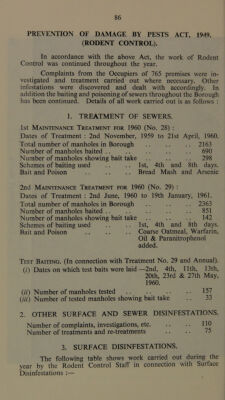 86
PREVENTION OF DAMAGE BY PESTS ACT, 1949.
(RODENT CONTROL).
In accordance with the above Act, the work of Rodent
Control was continued throughout the year.
Complaints from the Occupiers of 765 premises were in-
vestigated and treatment carried out where necessary. Other
infestations were discovered and dealt with accordingly. In
addition the baiting and poisoning of sewers throughout the Borough
has been continued. Details of all work carried out is as follows :
1. TREATMENT OF SEWERS.
1st MAINTENANCE TREATMENT FOR 1960 (No. 28) :
Dates of Treatment : 2nd November, 1959 to 21st April, 1960.
Total number of manholes in Borough .. .. .. 2163
Number of manholes baited .. .. .. .. 690
Number of manholes showing bait take .. .. .. 298
Schemes of baiting used .. .. 1st, 4th and 8th days.
Bait and Poison .. .. .. Bread Mash and Arsenic
2nd MAINTENANCE TREATMENT FOR 1960 (No. 29) :
Dates of Treatment : 2nd June, 1960 to 19th January, 1961.
Total number of manholes in Borough .. .. .. 2363
Number of manholes baited .. .. .. .. 851
Number of manholes showing bait take .. .. .. 142
Schemes of baiting used .. .. 1st, 4th and 8th days.
Bait and Poison .. .. .. Coarse Oatmeal, Warfarin,
Oil & Paranitrophenol
added.
TEST BAITING. (In connection with Treatment No. 29 and Annual).
(i) Dates on which test baits were laid —2nd, 4th, 11th, 13th,
20th, 23rd & 27th May,
1960.
(ii) Number of manholes tested .. .. .. 157
(iii) Number of tested manholes showing bait take .. 33
2. OTHER SURFACE AND SEWER DISINFESTATIONS.
Number of complaints, investigations, etc. .. .. 110
Number of treatments and re-treatments .. .. 75
3. SURFACE DISINFESTATIONS.
The following table shows work carried out during the
year by the Rodent Control Staff in connection with Surface
Disinfestations :—